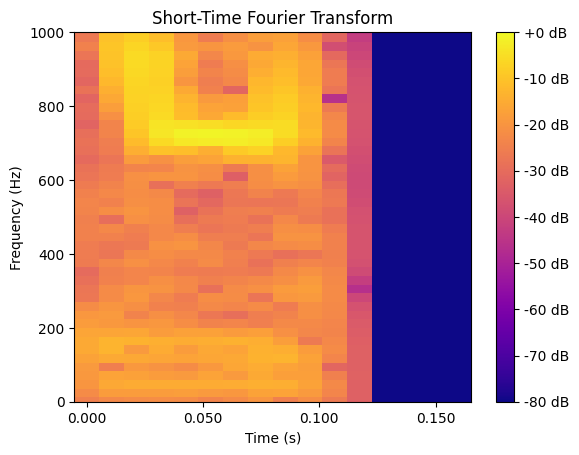 Short-Time Fourier Transform
1000
800
600
400
200
0
Frequency (Hz)
0.000
0.050
0.100
0.150
Time (s)
+0 dB
-10 dB
-20 dB
-30 dB
-40 dB
-50 dB
-60 dB
-70 dB
-80 dB